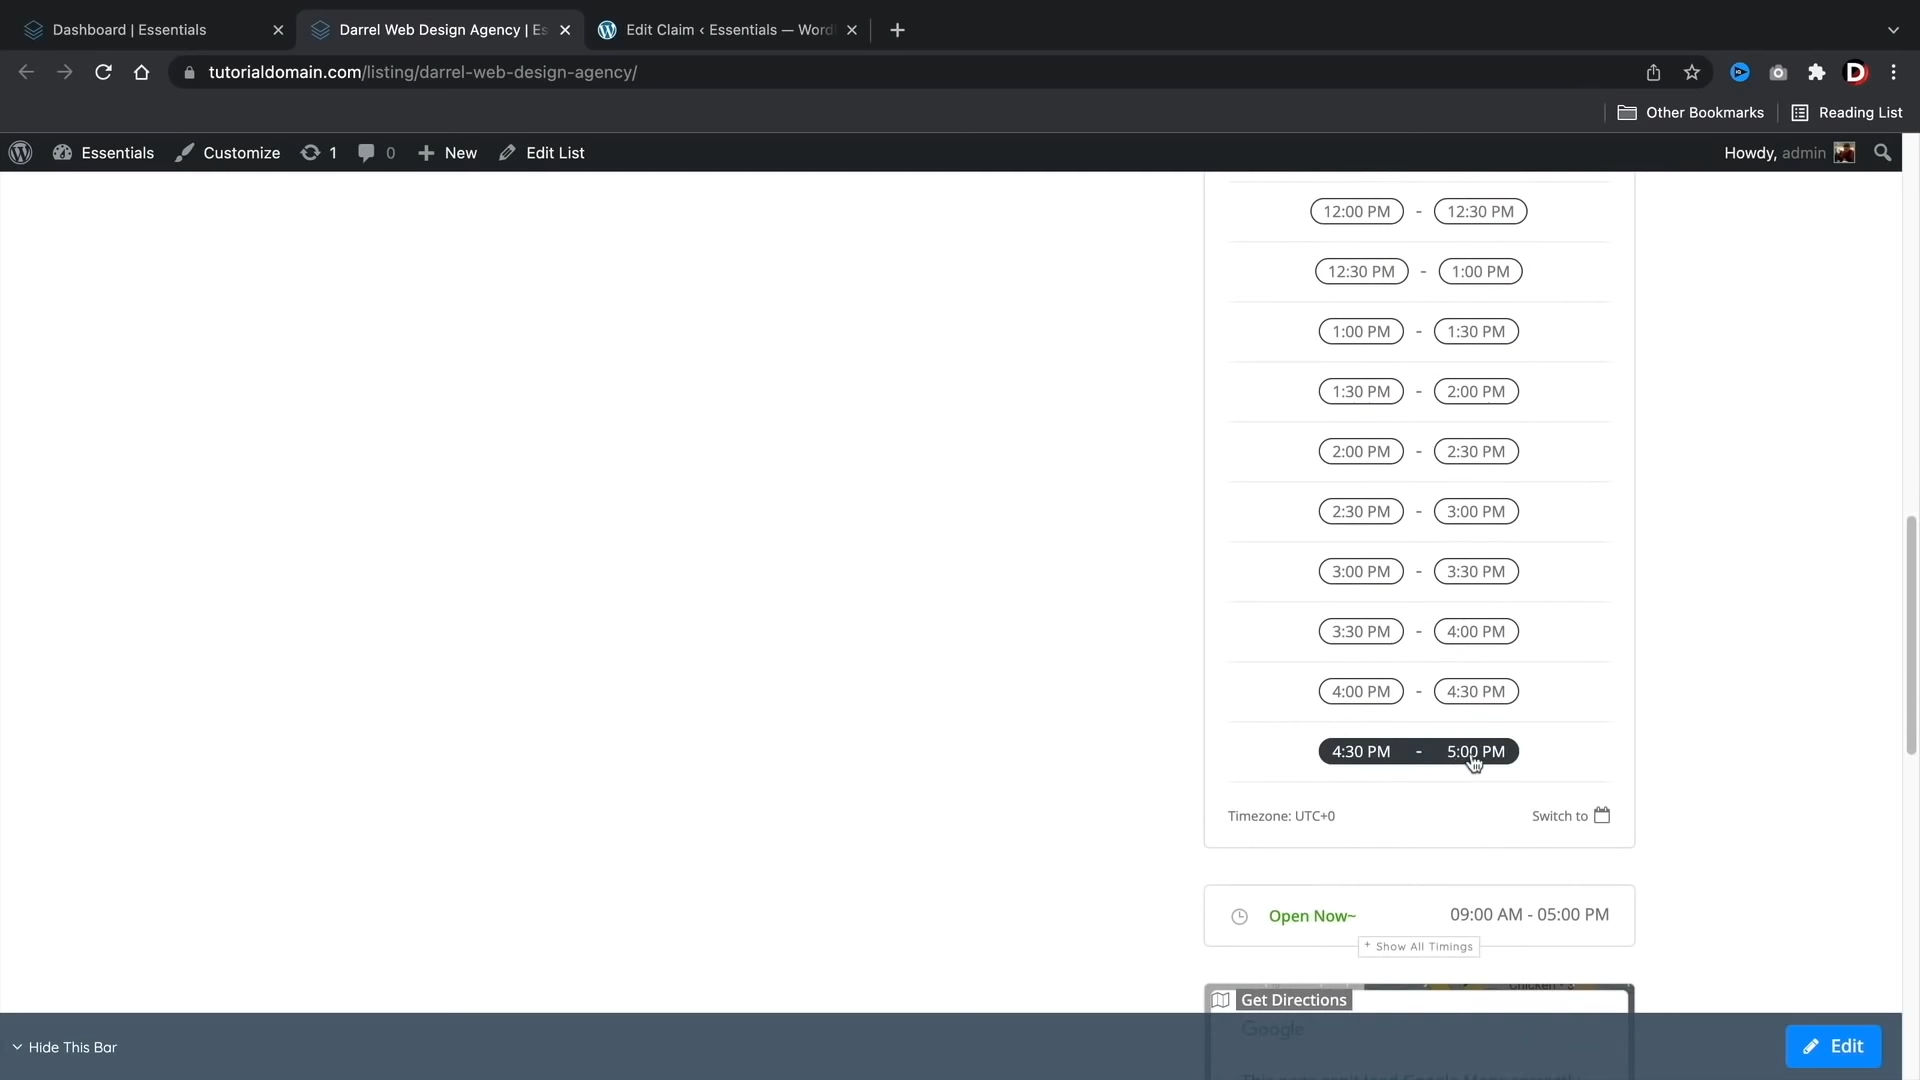 Dashboard | Essentials
Darrel Web Design Agency | Es
Edit Claim ‹ Essentials — Word
tutorialdomain.com/listing/darrel-web-design-agency/
Other Bookmarks
Reading List
Essentials
Customize
1
0
New
Edit List
Howdy, admin
12:00 PM - 12:30 PM
12:30 PM - 1:00 PM
1:00 PM - 1:30 PM
1:30 PM - 2:00 PM
2:00 PM - 2:30 PM
2:30 PM - 3:00 PM
3:00 PM - 3:30 PM
3:30 PM - 4:00 PM
4:00 PM - 4:30 PM
4:30 PM - 5:00 PM
Timezone: UTC+0
Switch to
Open Now~
09:00 AM - 05:00 PM
+ Show All Timings
Get Directions
Google
Hide This Bar
Edit